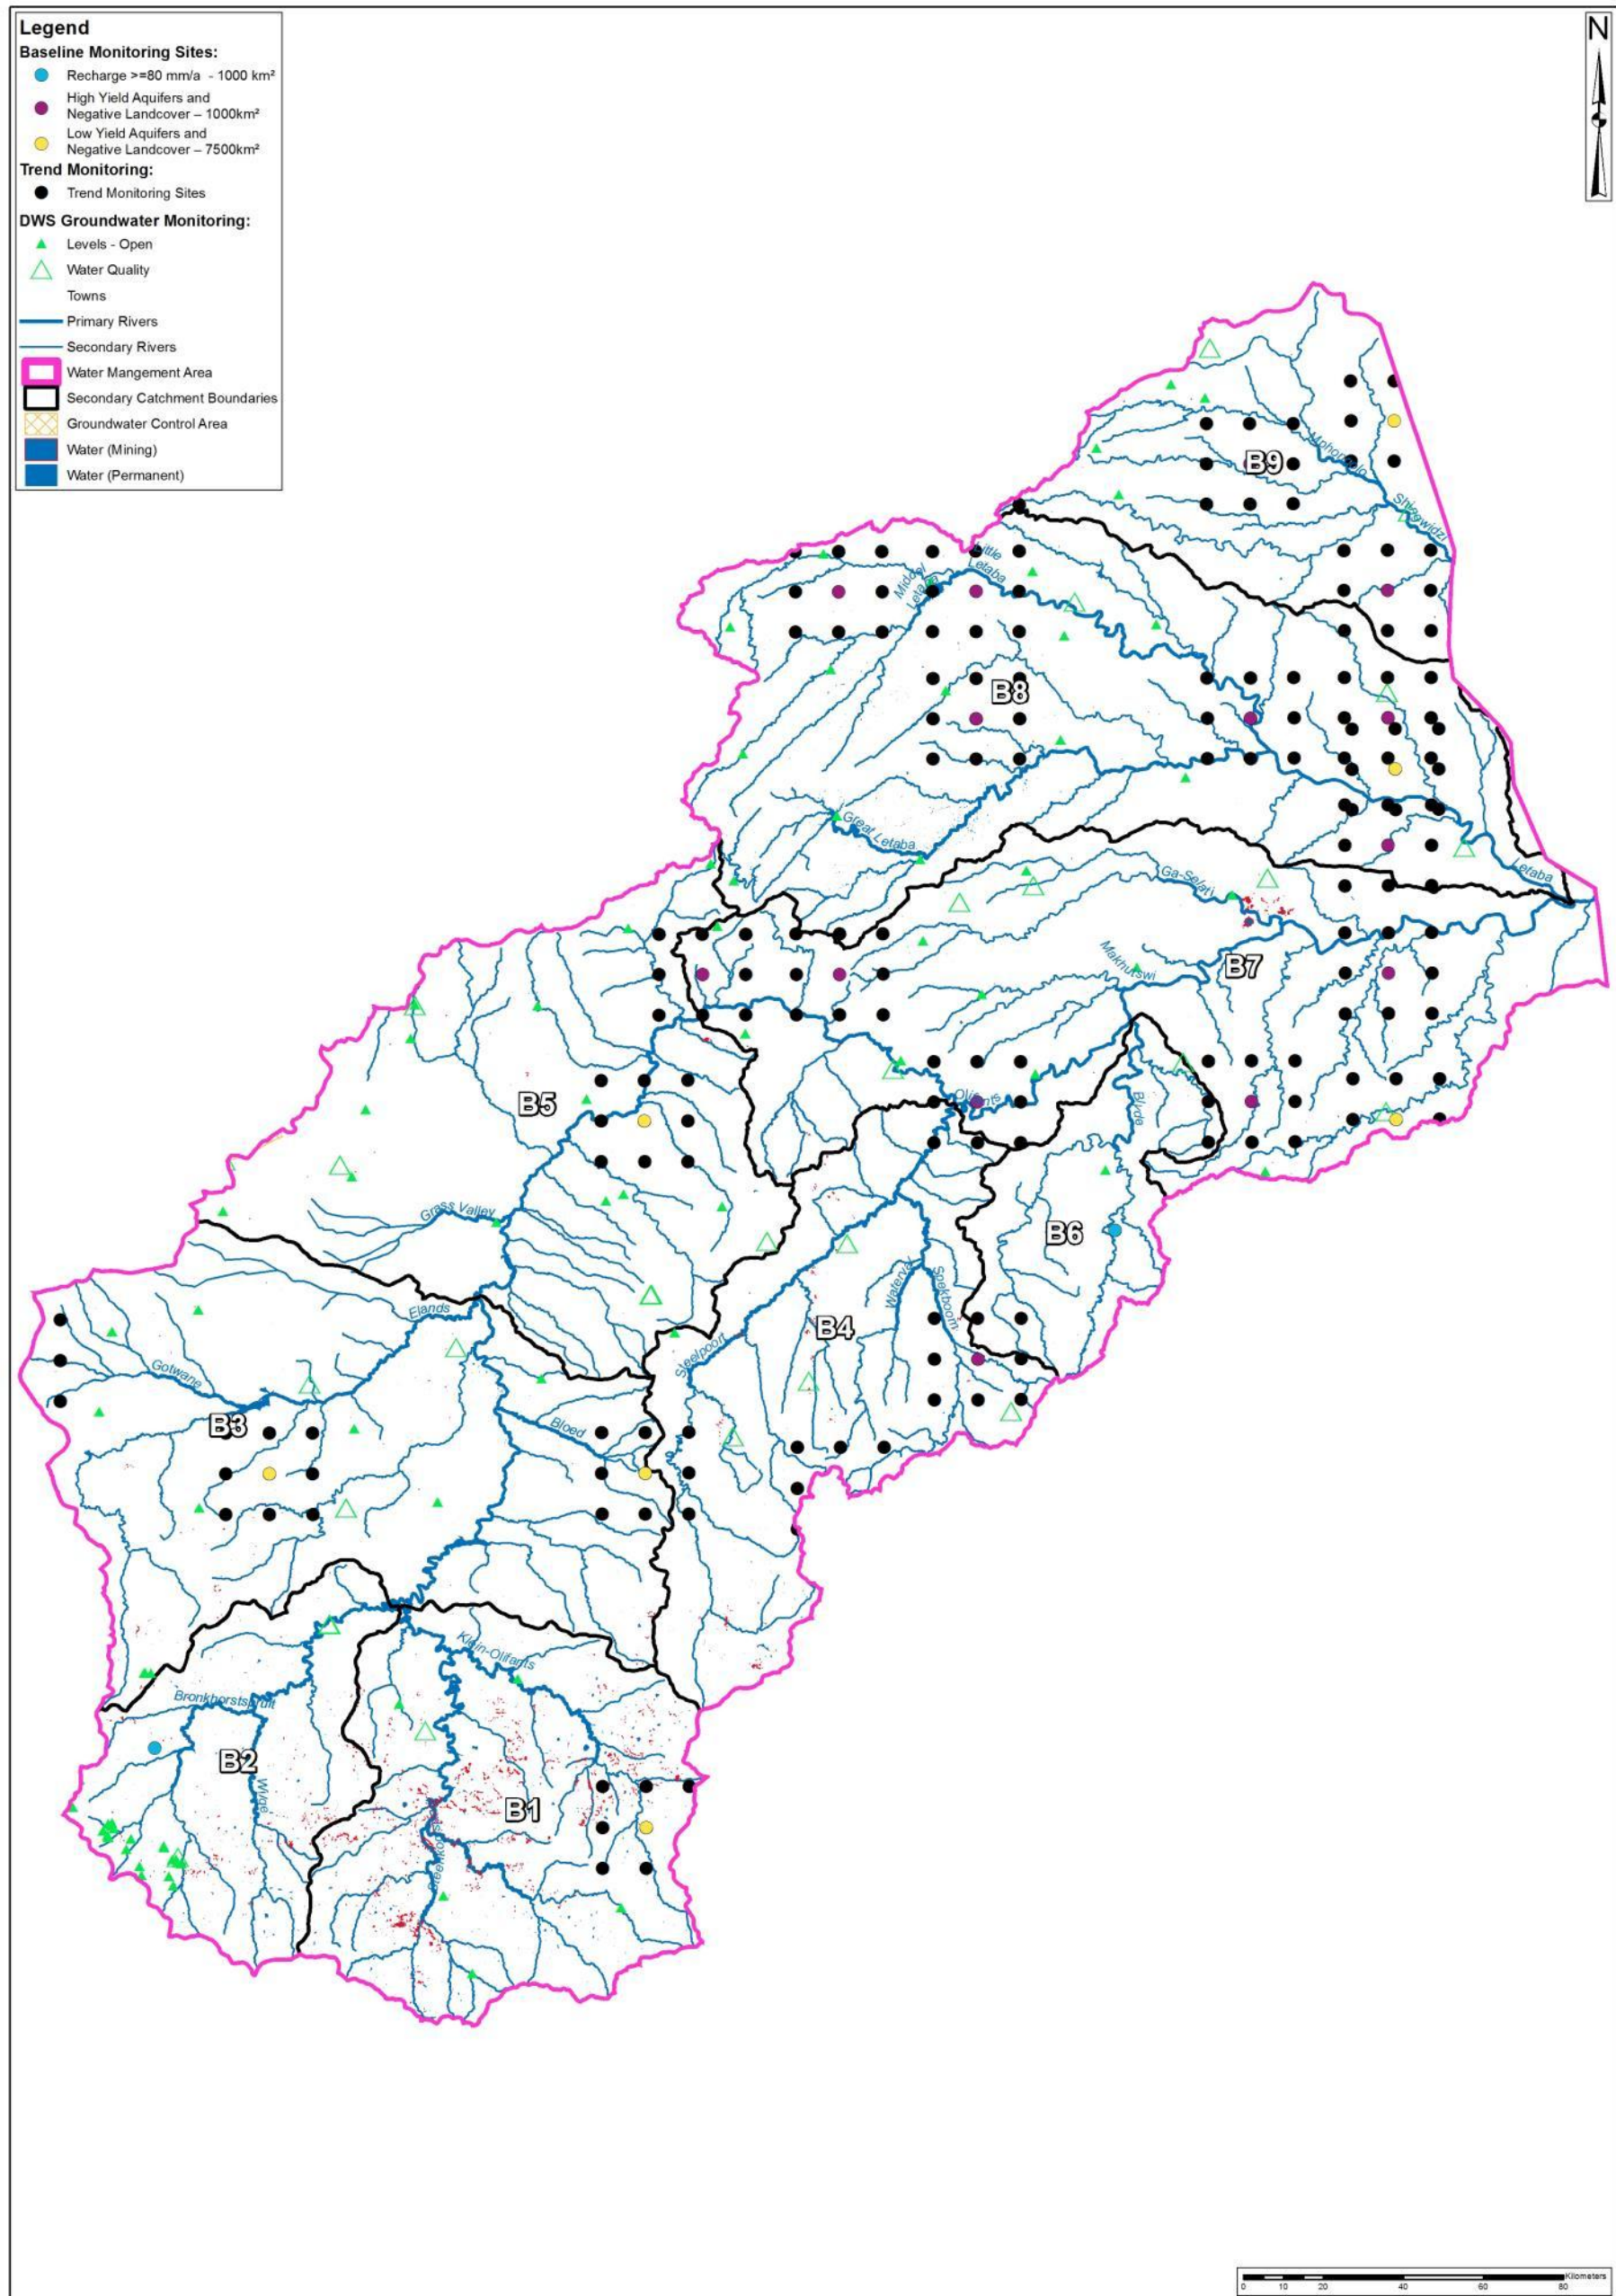 Legend
Baseline Monitoring Sites:
Recharge >=80 mm/a - 1000 km²
High Yield Aquifers and
Negative Landcover – 1000km²
Low Yield Aquifers and
Negative Landcover – 7500km²
Trend Monitoring:
Trend Monitoring Sites
DWS Groundwater Monitoring:
Levels - Open
Water Quality
Towns
Primary Rivers
Secondary Rivers
Water Mangement Area
Secondary Catchment Boundaries
Groundwater Control Area
Water (Mining)
Water (Permanent)
N
Mphongolo
B9
Shingwidzi
Little
Letaba
Middel
Letaba
B8
Great Letaba
Letaba
Ga-Selati
Makhutswi
B7
B5
Olifants
Blyde
Grass Valley
B6
Waterval
Spekboom
Elands
B4
Steelpoort
Gotwane
B3
Bloed
Klein-Olifants
Bronkhorstspruit
B2
Wilge
B1
Kilometers
0 10 20 40 60 80